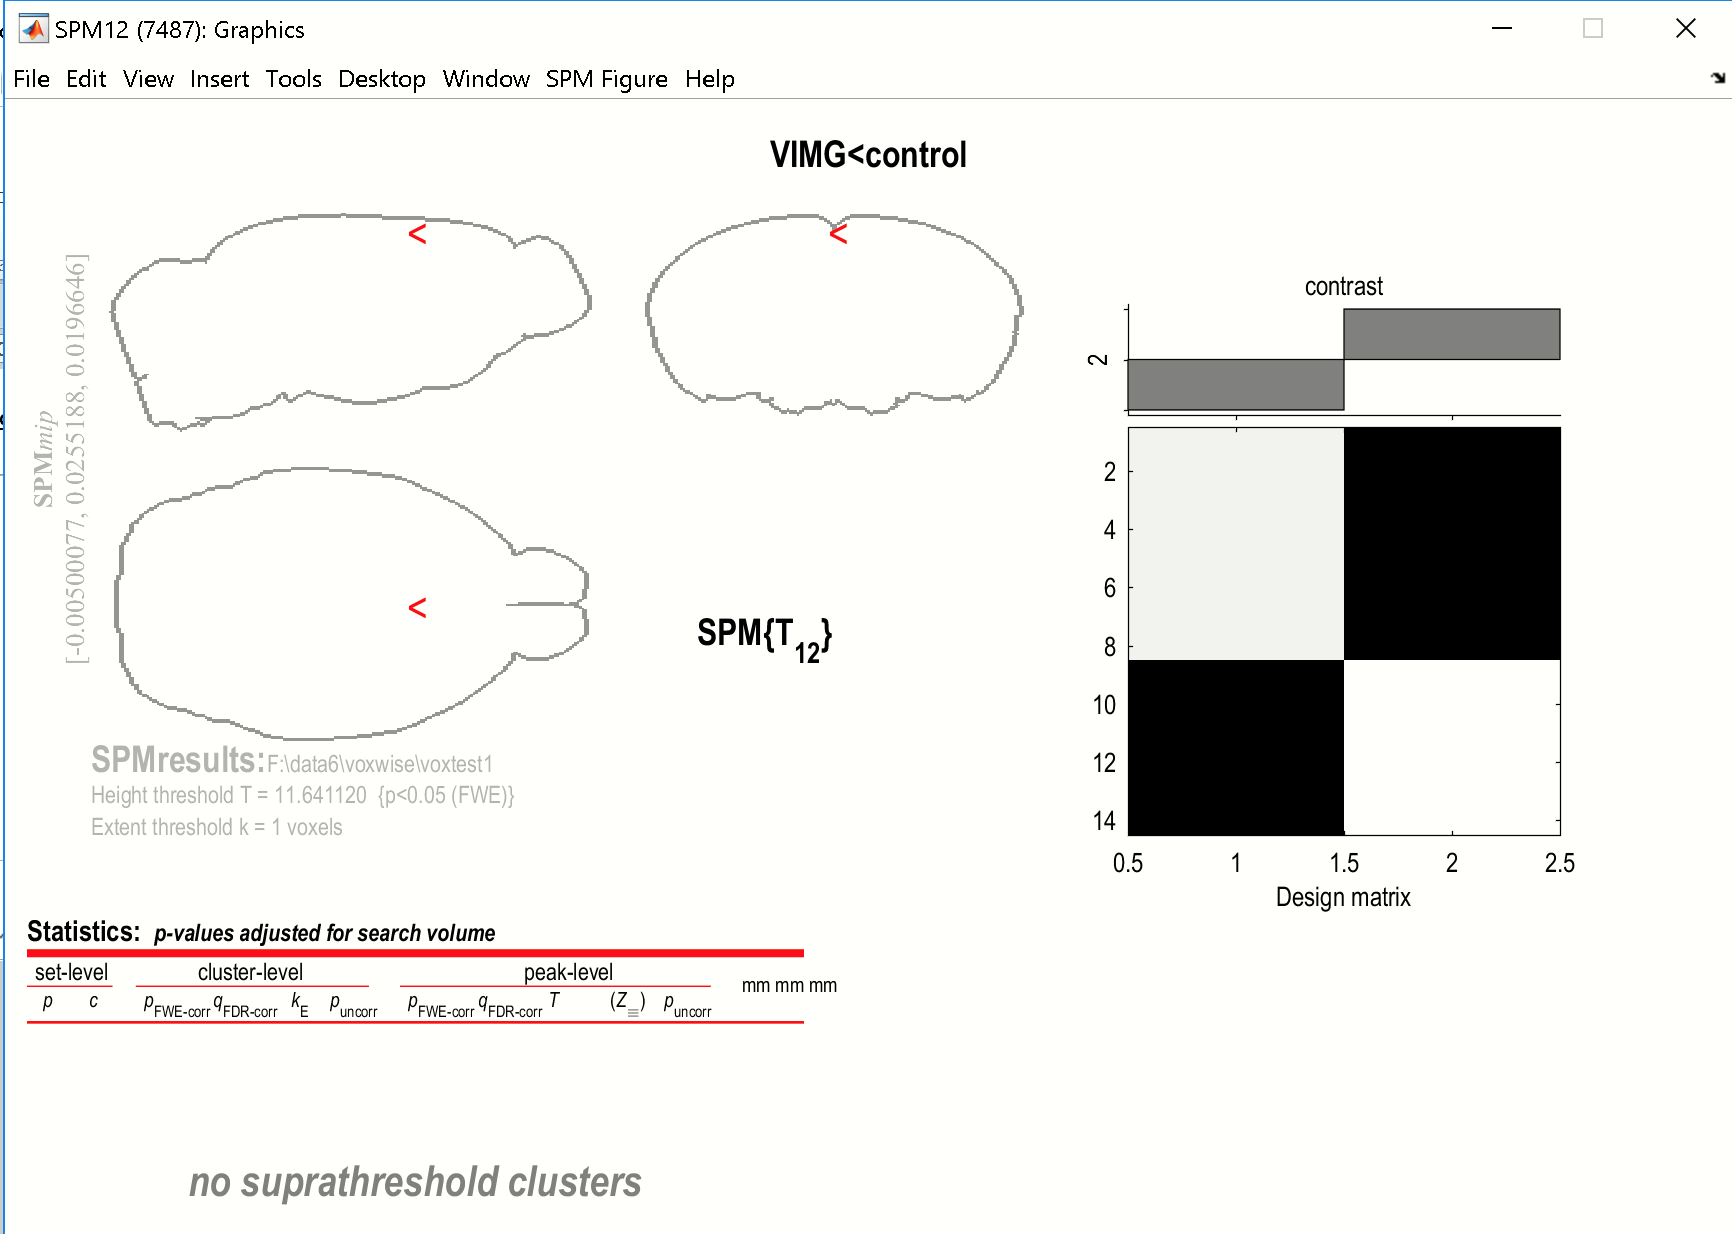 SPM12 (7487): Graphics
File Edit View Insert Tools Desktop Window SPM Figure Help
VIMG<control
SPMmip
[-0.00500077, 0.0255188, 0.0196646]
<
<
<
SPM{T12}
SPMresults: F:\data6\voxwise\voxtest1
Height threshold T = 11.641120 {p<0.05 (FWE)}
Extent threshold k = 1 voxels
contrast
2
2
4
6
8
10
12
14
0.5 1 1.5 2 2.5
Design matrix
Statistics: p-values adjusted for search volume
set-level cluster-level peak-level mm mm mm
p c pFWE-corr qFDR-corr kE puncorr pFWE-corr qFDR-corr T (Z≡) puncorr
no suprathreshold clusters